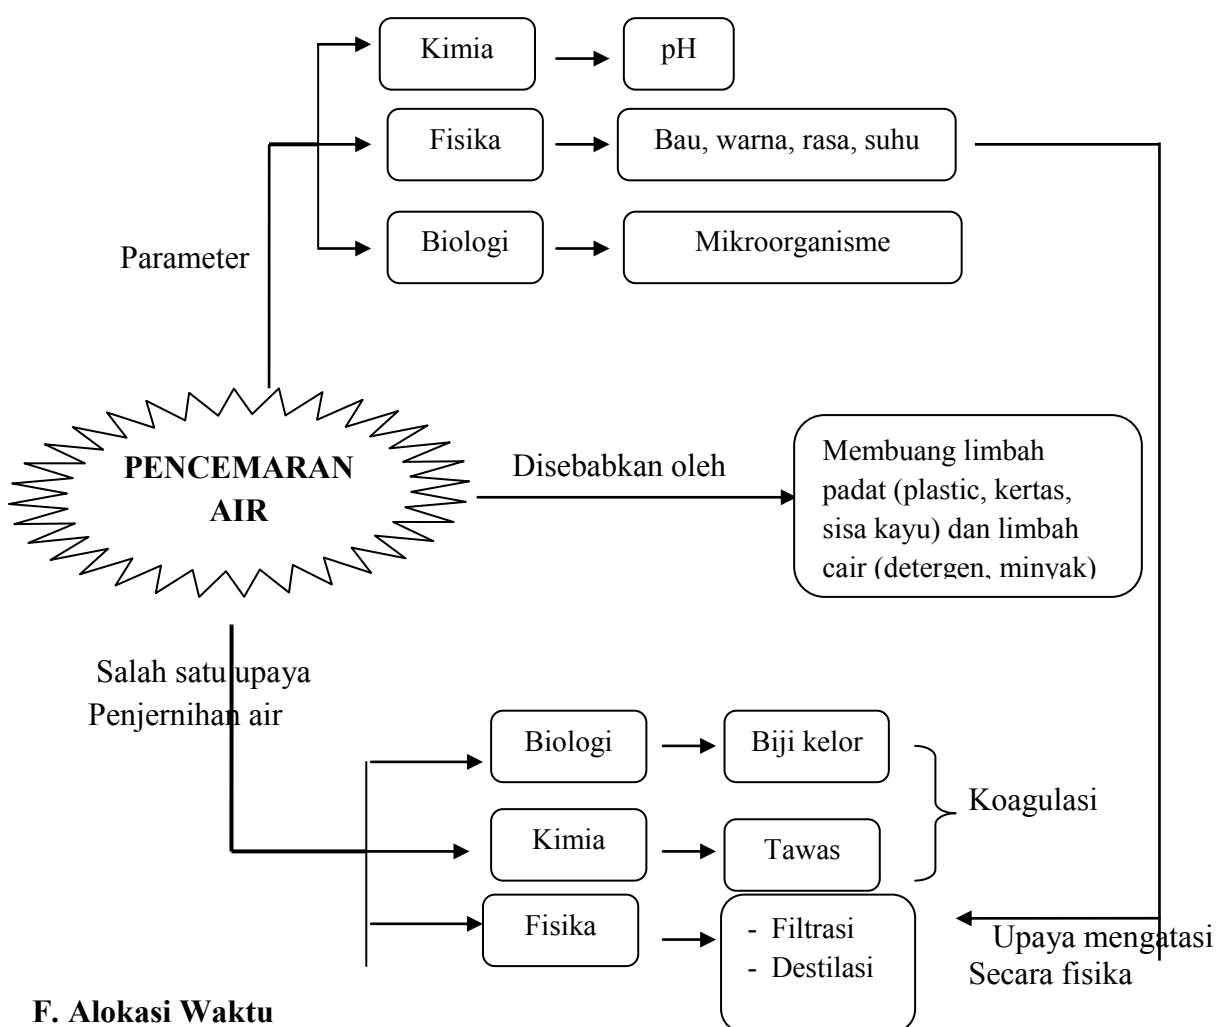 Kimia
pH
Fisika
Bau, warna, rasa, suhu
Biologi
Mikroorganisme
Parameter
PENCEMARAN
AIR
Disebabkan oleh
Membuang limbah
padat (plastic, kertas,
sisa kayu) dan limbah
cair (detergen, minyak)
Salah satu upaya
Penjernihan air
Biologi
Biji kelor
Koagulasi
Kimia
Tawas
Fisika
- Filtrasi
- Destilasi
Upaya mengatasi
Secara fisika
F. Alokasi Waktu